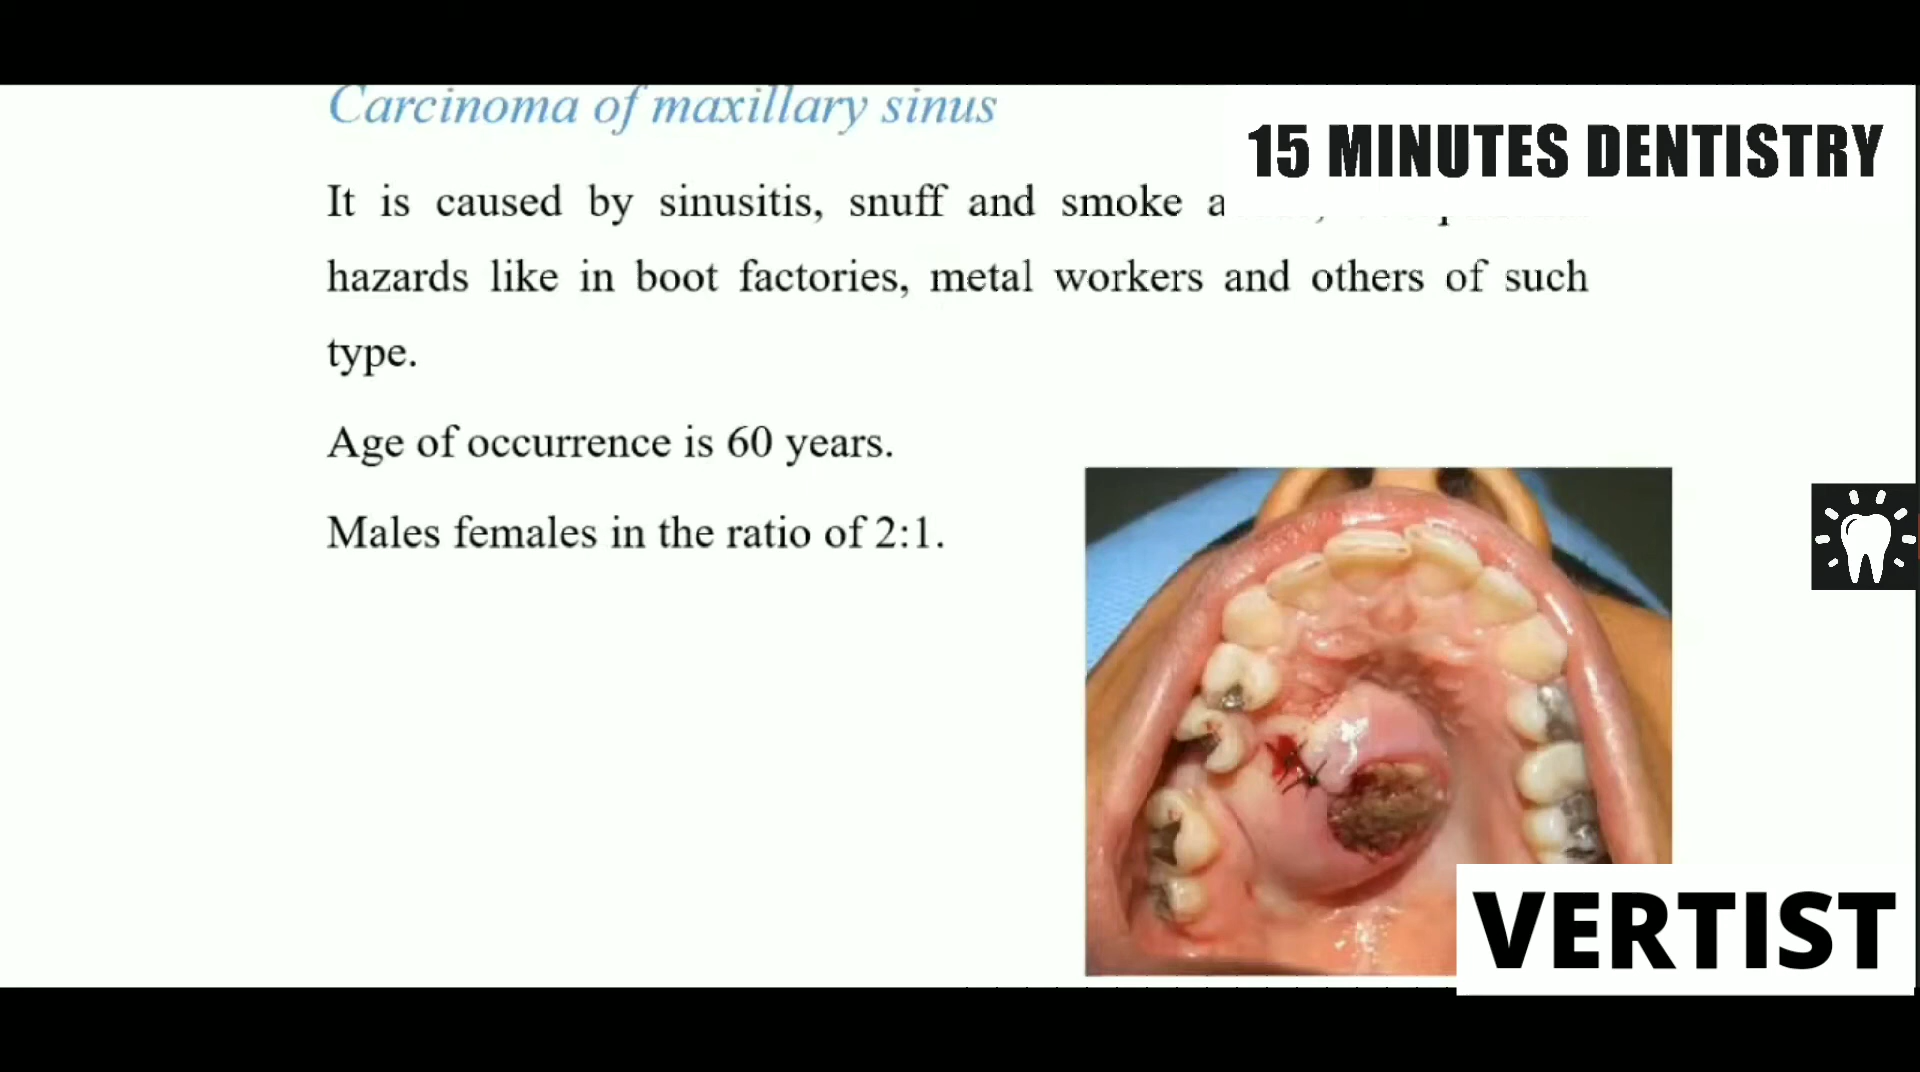 Carcinoma of maxillary sinus
15 MINUTES DENTISTRY
It is caused by sinusitis, snuff and smoke
hazards like in boot factories, metal workers and others of such
type.
Age of occurrence is 60 years.
Males females in the ratio of 2:1.
VERTIST